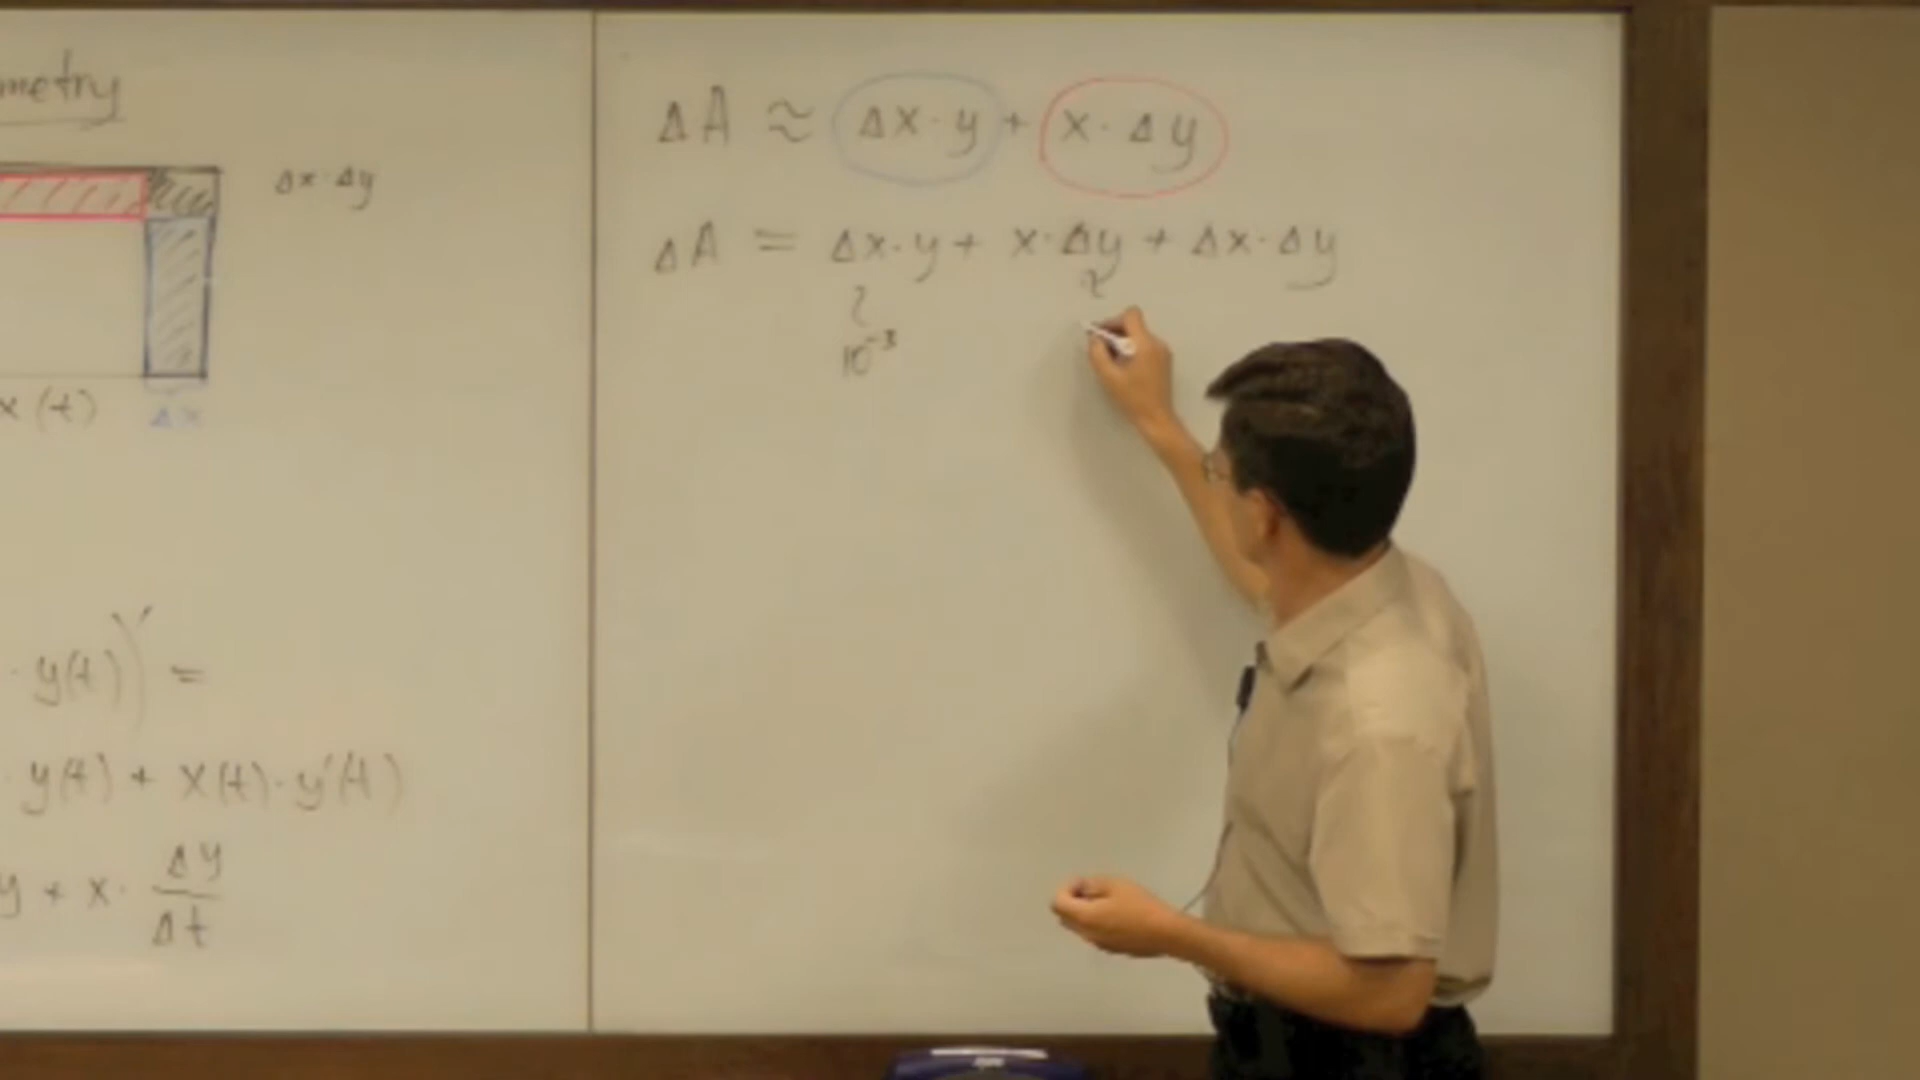 metry
Δx·Δy
x(t)
Δx
· y(t))' =
· y(t) + x(t)·y'(t)
y + x· Δy/Δt
ΔA ≈ Δx·y + x·Δy
ΔA = Δx·y + x·Δy + Δx·Δy
10⁻³